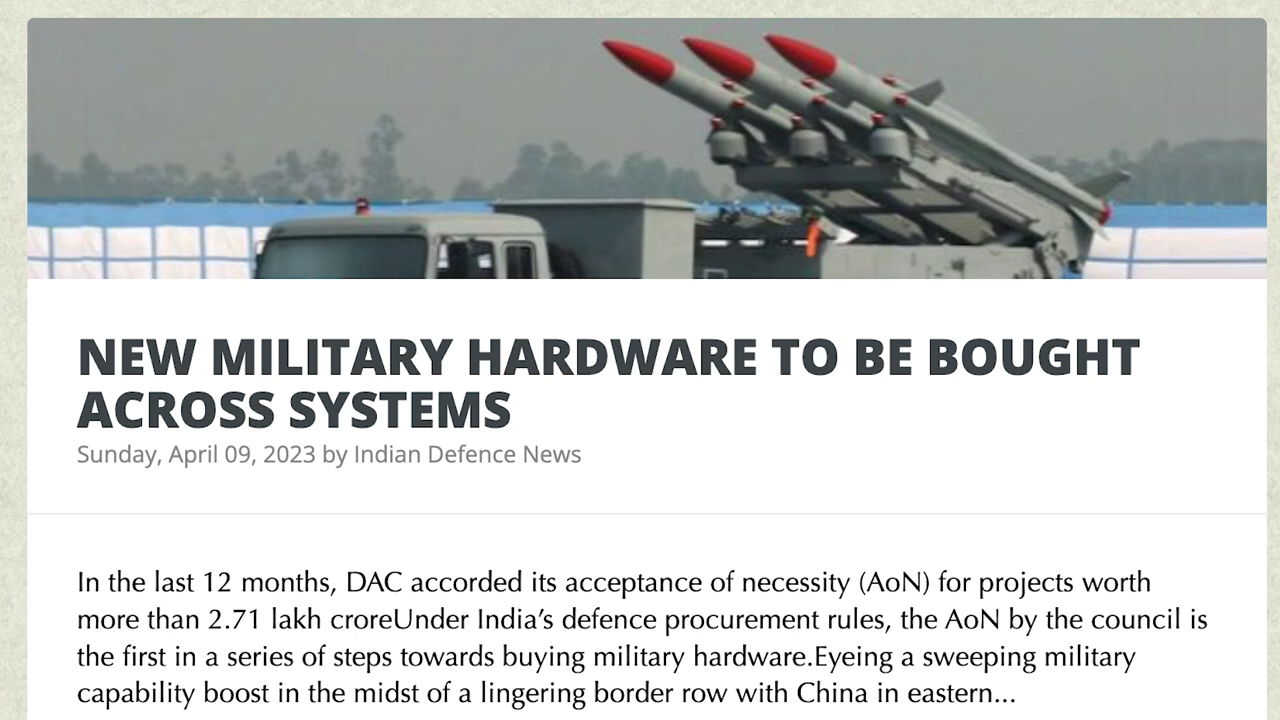 NEW MILITARY HARDWARE TO BE BOUGHT
ACROSS SYSTEMS
Sunday, April 09, 2023 by Indian Defence News
In the last 12 months, DAC accorded its acceptance of necessity (AoN) for projects worth
more than 2.71 lakh croreUnder India’s defence procurement rules, the AoN by the council is
the first in a series of steps towards buying military hardware.Eyeing a sweeping military
capability boost in the midst of a lingering border row with China in eastern...